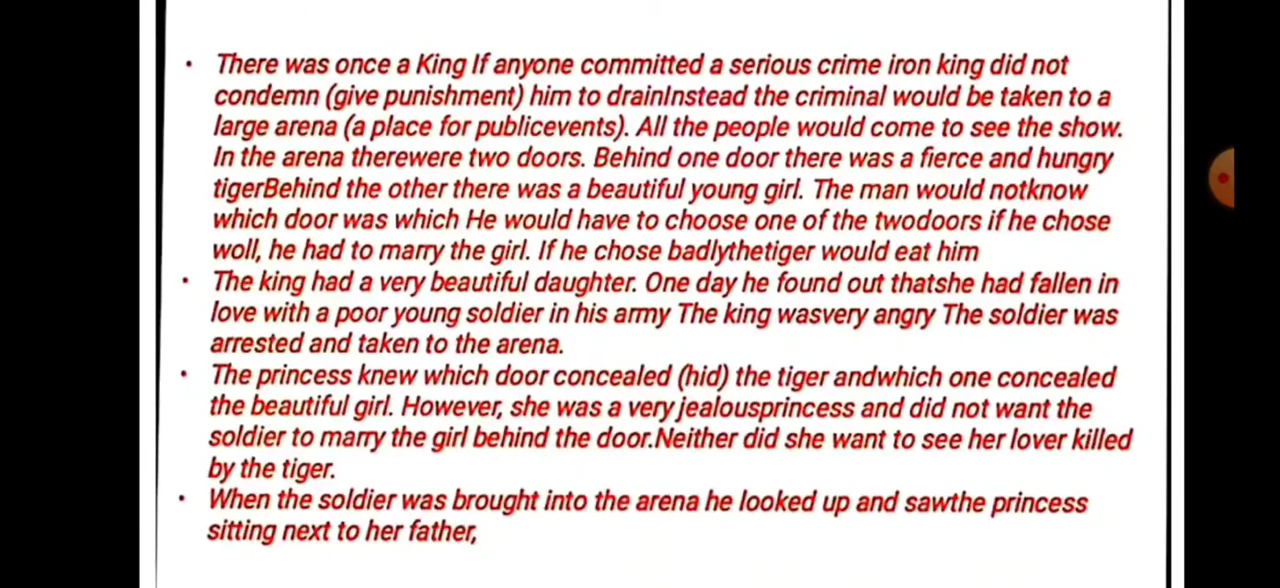 • There was once a King If anyone committed a serious crime iron king did not
condemn (give punishment) him to drainInstead the criminal would be taken to a
large arena (a place for publicevents). All the people would come to see the show.
In the arena therewere two doors. Behind one door there was a fierce and hungry
tigerBehind the other there was a beautiful young girl. The man would notknow
which door was which He would have to choose one of the twodoors if he chose
woll, he had to marry the girl. If he chose badlythetiger would eat him
• The king had a very beautiful daughter. One day he found out thatshe had fallen in
love with a poor young soldier in his army The king wasvery angry The soldier was
arrested and taken to the arena.
• The princess knew which door concealed (hid) the tiger andwhich one concealed
the beautiful girl. However, she was a very jealousprincess and did not want the
soldier to marry the girl behind the door.Neither did she want to see her lover killed
by the tiger.
• When the soldier was brought into the arena he looked up and sawthe princess
sitting next to her father,